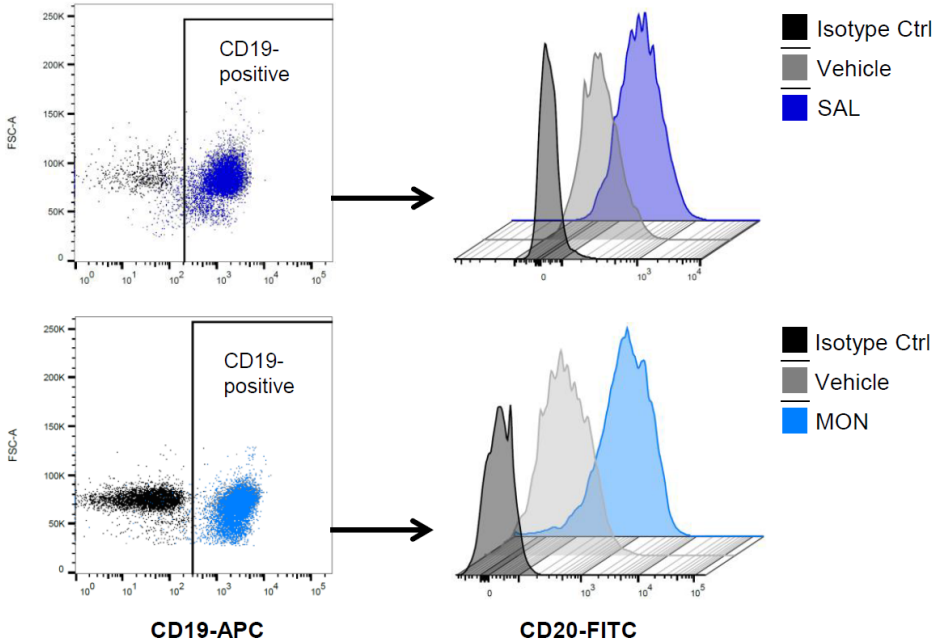 250K
200K
150K
100K
50K
0
FSC-A
CD19-
positive
10^0
10^1
10^2
10^3
10^4
10^5
0
10^3
10^4
Isotype Ctrl
Vehicle
SAL
250K
200K
150K
100K
50K
0
FSC-A
CD19-
positive
10^0
10^1
10^2
10^3
10^4
10^5
0
10^3
10^4
10^5
Isotype Ctrl
Vehicle
MON
CD19-APC
CD20-FITC